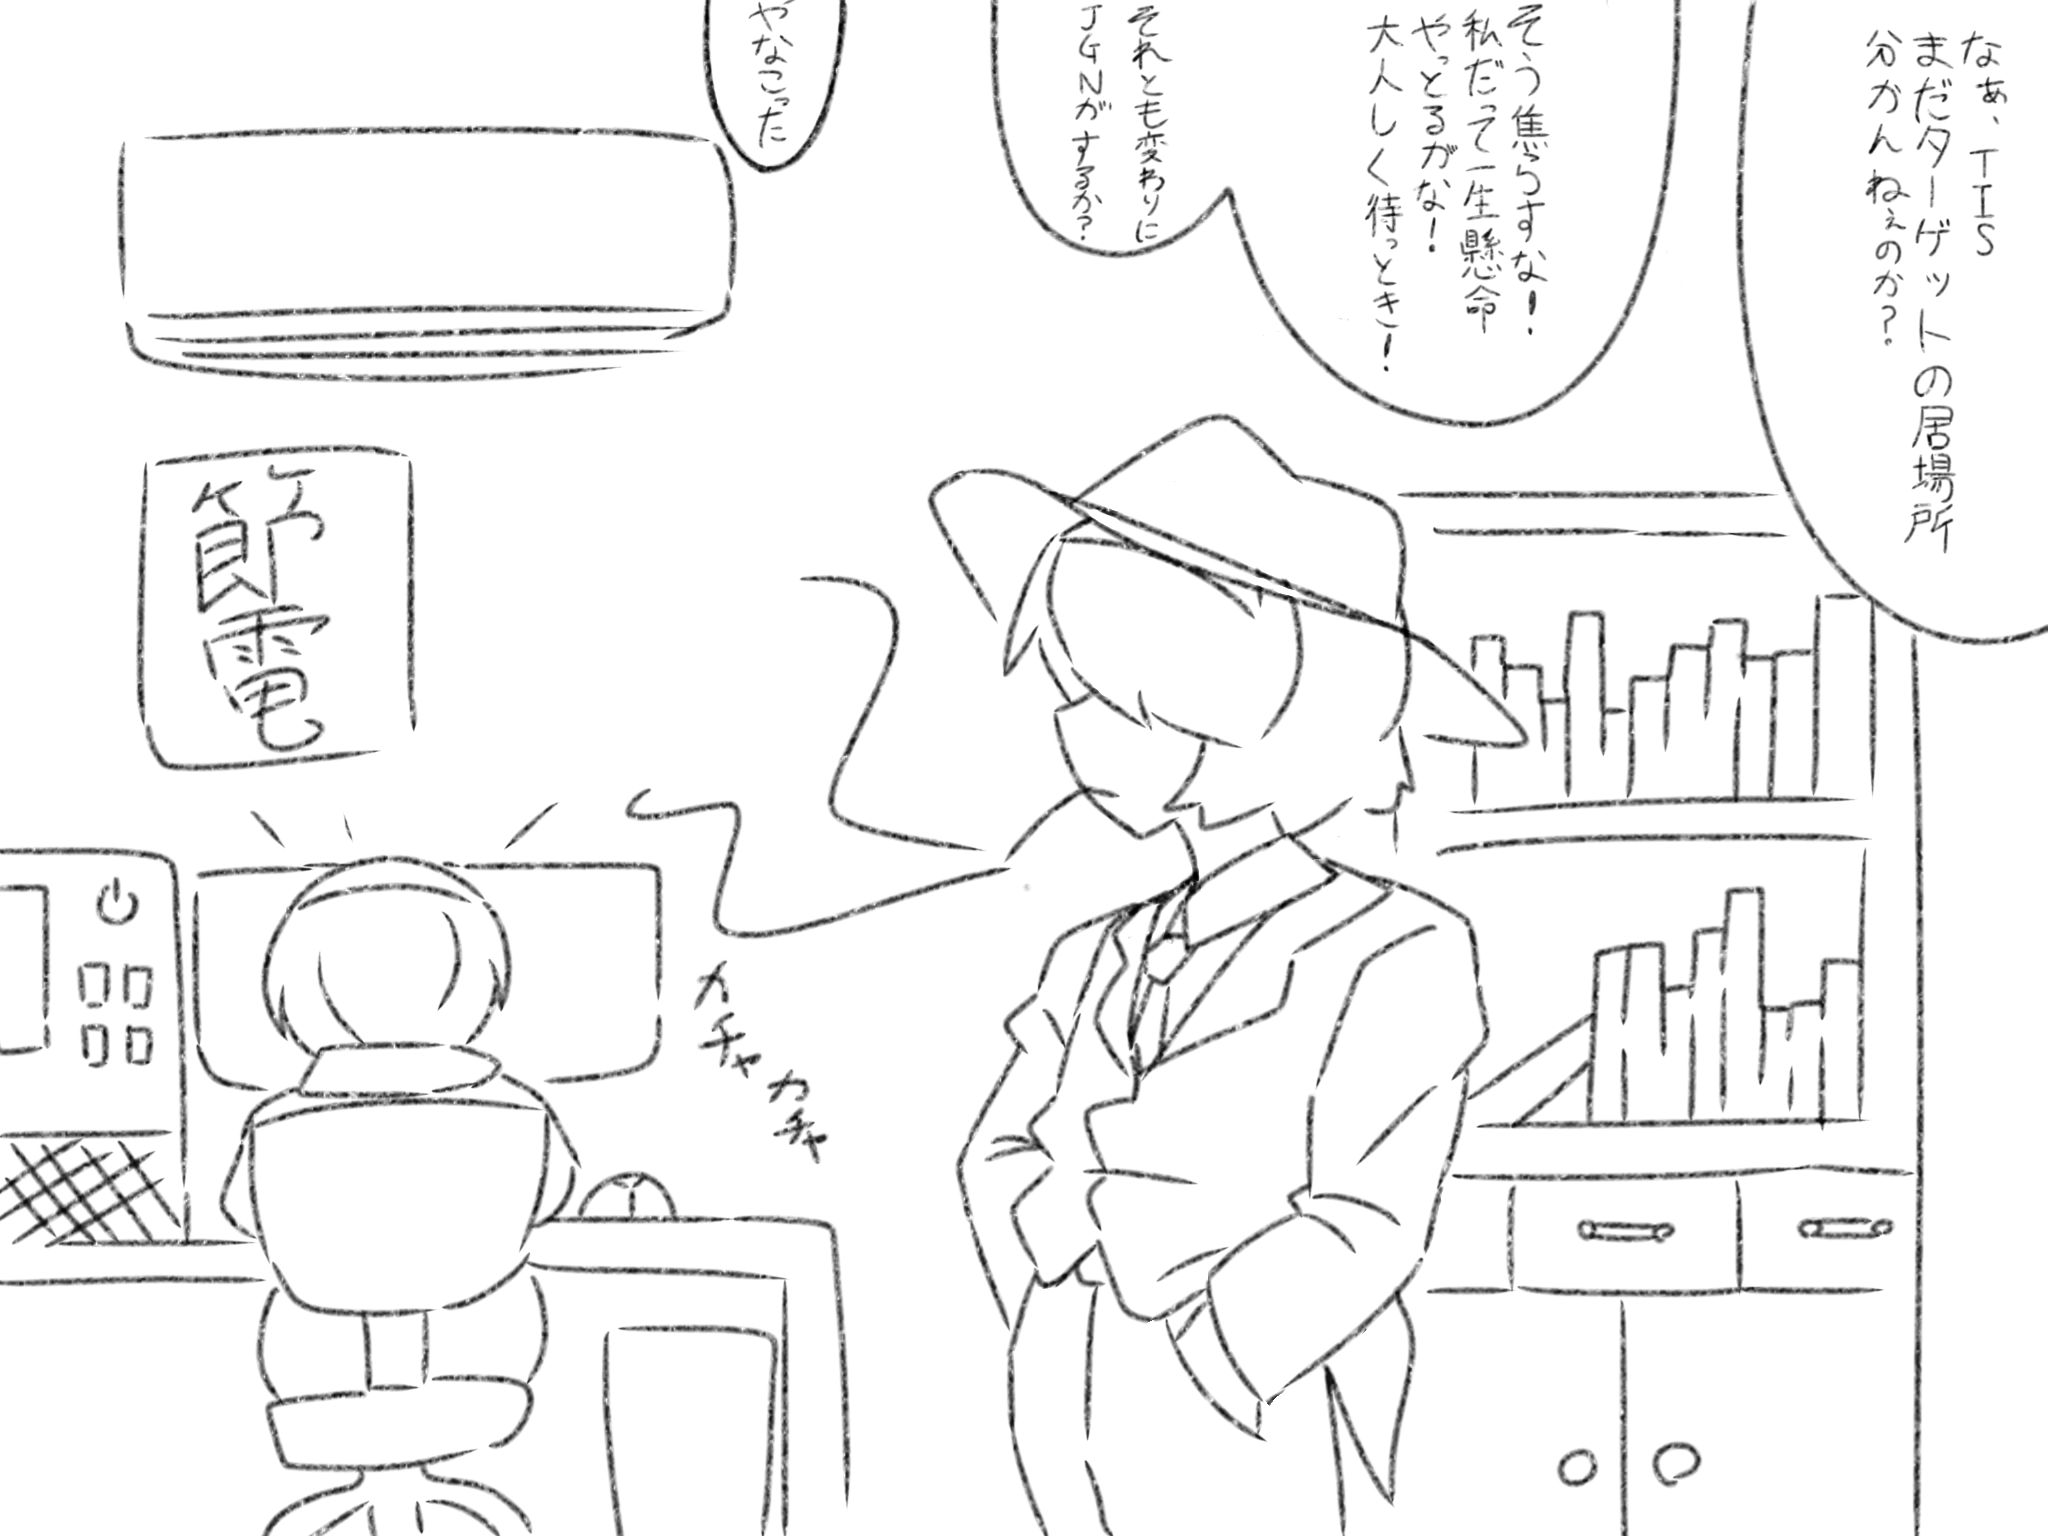 なぁ、TIS
まだターゲットの居場所
分かんねぇのか?
そう焦らすな!
私だって一生懸命
やっとるがな!
大人しく待っとき!
それとも変わりに
JGNがするか?
やなこった
節電
カチャ
カチャ